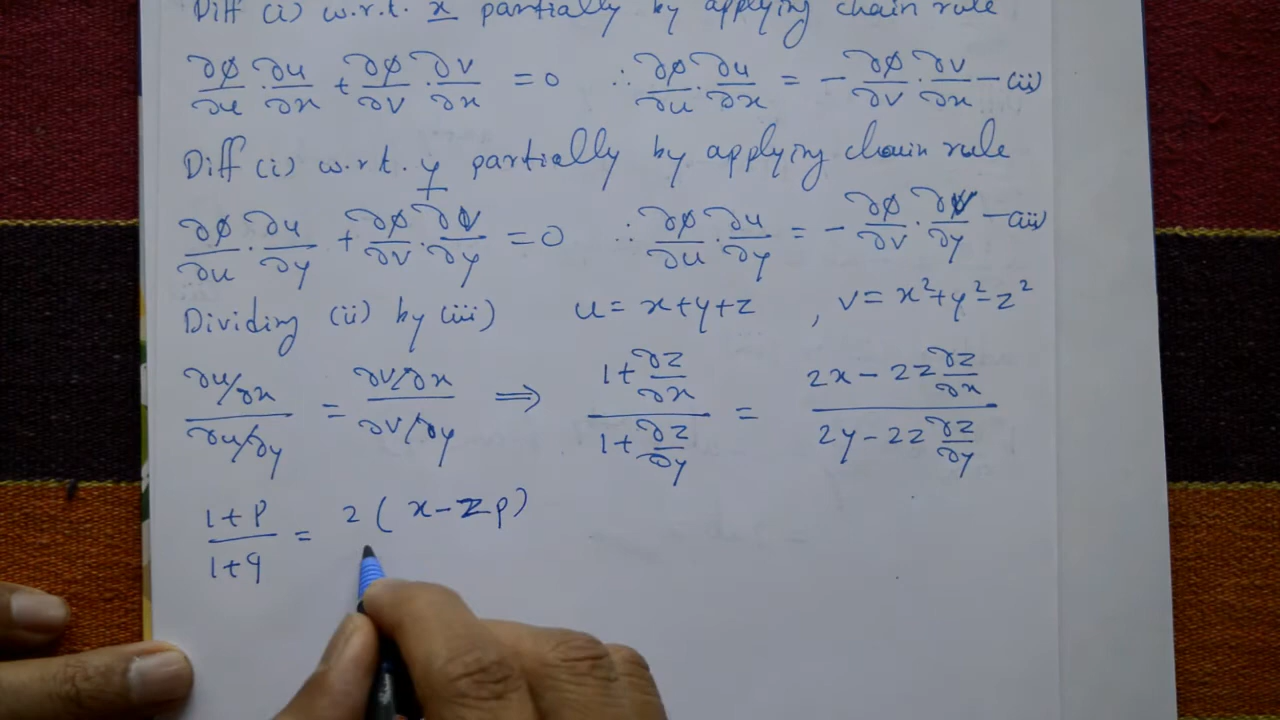 Diff (i) w.r.t. x partially by applying chain rule
∂φ/∂u · ∂u/∂x + ∂φ/∂v · ∂v/∂x = 0 ∴ ∂φ/∂u · ∂u/∂x = - ∂φ/∂v · ∂v/∂x - (ii)
Diff (i) w.r.t. y partially by applying chain rule
∂φ/∂u · ∂u/∂y + ∂φ/∂v · ∂v/∂y = 0 ∴ ∂φ/∂u · ∂u/∂y = - ∂φ/∂v · ∂v/∂y - (iii)
Dividing (ii) by (iii) u = x+y+z , v = x²+y²-z²
(∂u/∂x)/(∂u/∂y) = (∂v/∂x)/(∂v/∂y) ⇒ (1+∂z/∂x)/(1+∂z/∂y) = (2x-2z ∂z/∂x)/(2y-2z ∂z/∂y)
(1+p)/(1+q) = 2(x-zp)